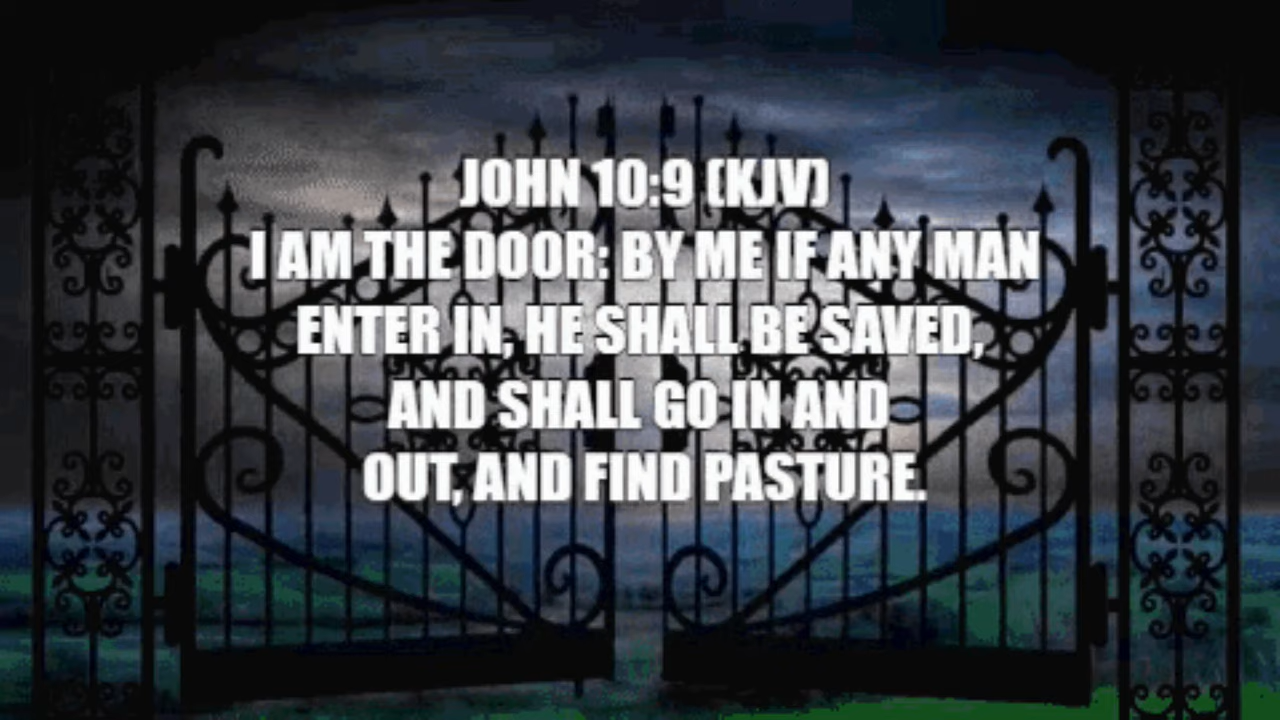 JOHN 10:9 (KJV)
I AM THE DOOR: BY ME IF ANY MAN
ENTER IN, HE SHALL BE SAVED,
AND SHALL GO IN AND
OUT, AND FIND PASTURE.